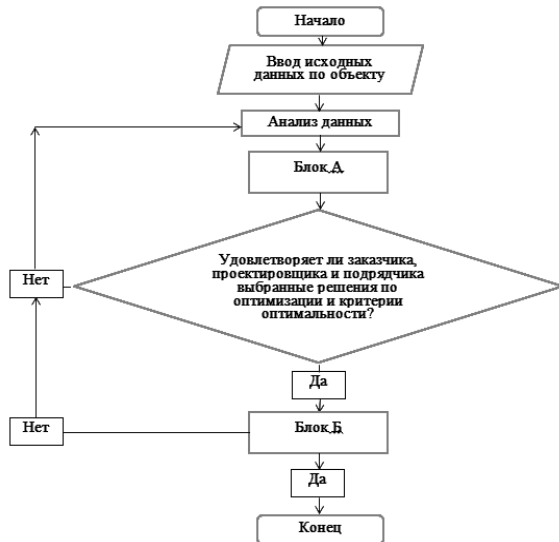 Начало
Ввод исходных
данных по объекту
Анализ данных
Блок А
Удовлетворяет ли заказчика,
проектировщика и подрядчика
выбранные решения по
оптимизации и критерии
оптимальности?
Нет
Да
Нет
Блок Б
Да
Конец